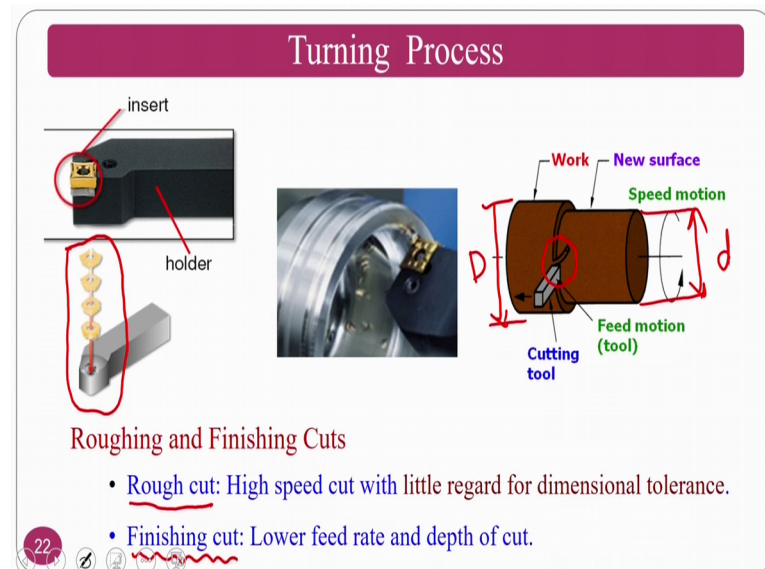 Turning Process
insert
holder
Work
New surface
Speed motion
D
d
Feed motion
(tool)
Cutting
tool
Roughing and Finishing Cuts
• Rough cut: High speed cut with little regard for dimensional tolerance.
• Finishing cut: Lower feed rate and depth of cut.
22